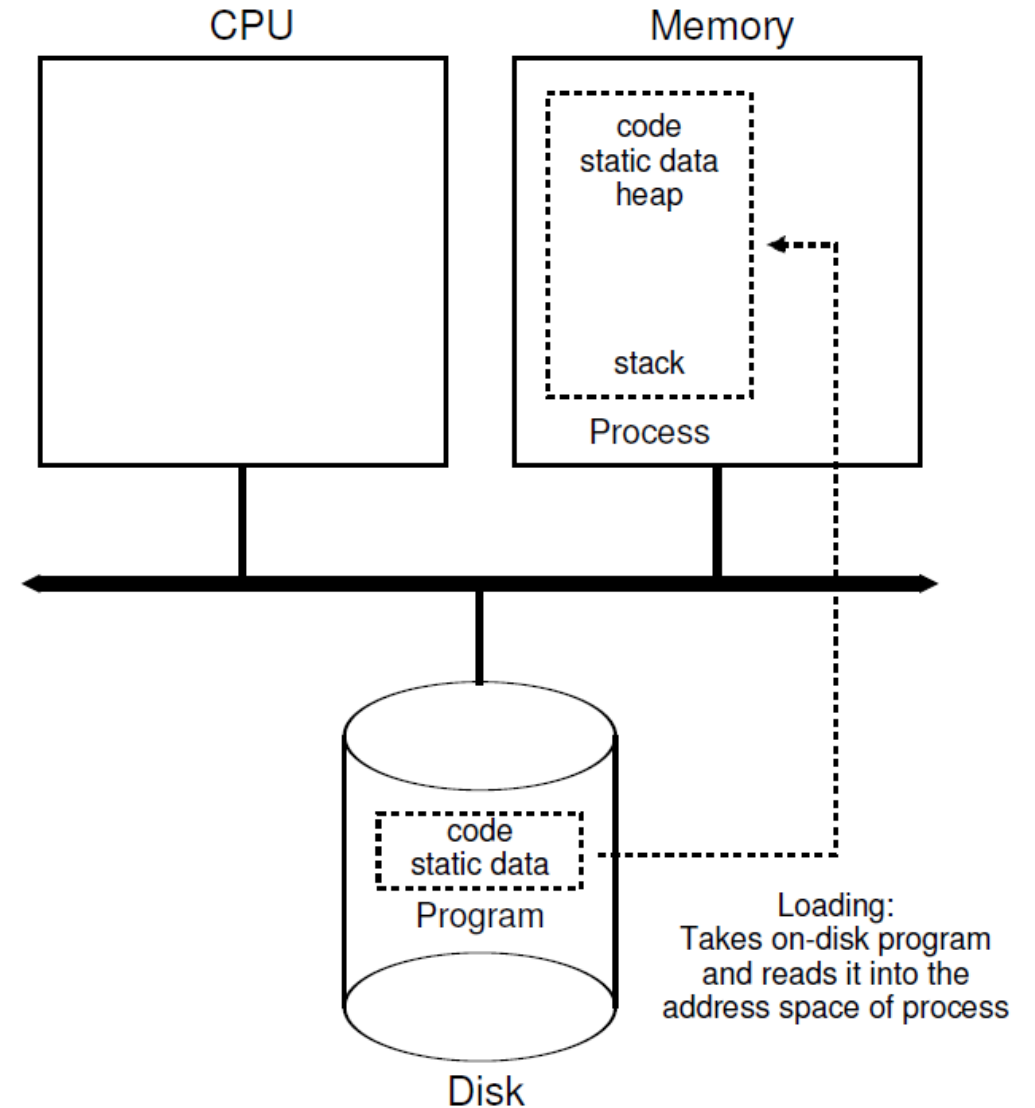 CPU
Memory
code
static data
heap
stack
Process
code
static data
Program
Loading:
Takes on-disk program
and reads it into the
address space of process
Disk